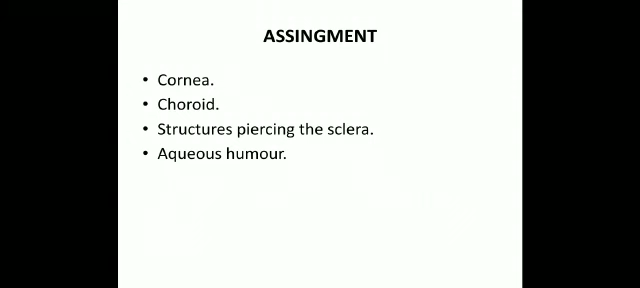 ASSINGMENT
• Cornea.
• Choroid.
• Structures piercing the sclera.
• Aqueous humour.